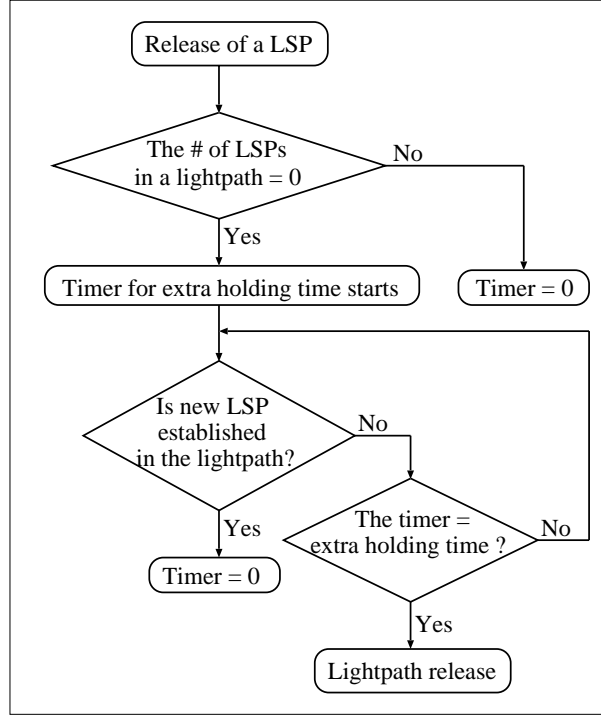 Release of a LSP
The # of LSPs
in a lightpath = 0
No
Yes
Timer for extra holding time starts
Timer = 0
Is new LSP
established
in the lightpath?
No
Yes
Timer = 0
The timer =
extra holding time ?
No
Yes
Lightpath release